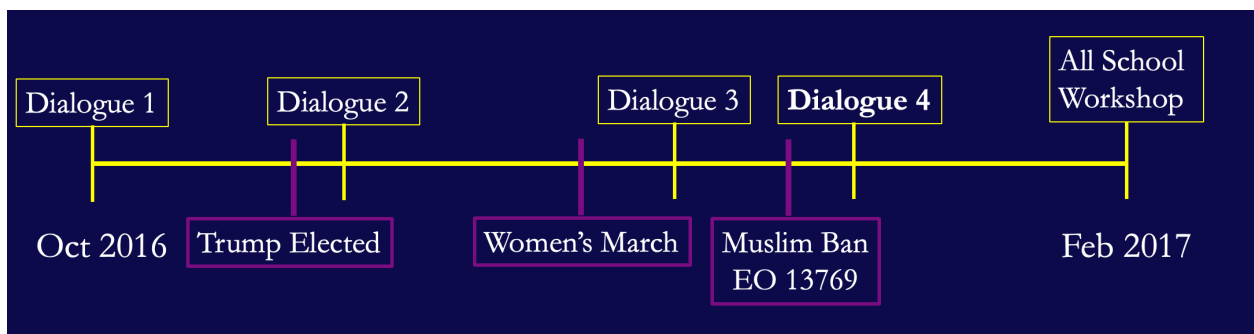 Dialogue 1
Dialogue 2
Dialogue 3
Dialogue 4
All School
Workshop
Oct 2016
Trump Elected
Women’s March
Muslim Ban
EO 13769
Feb 2017